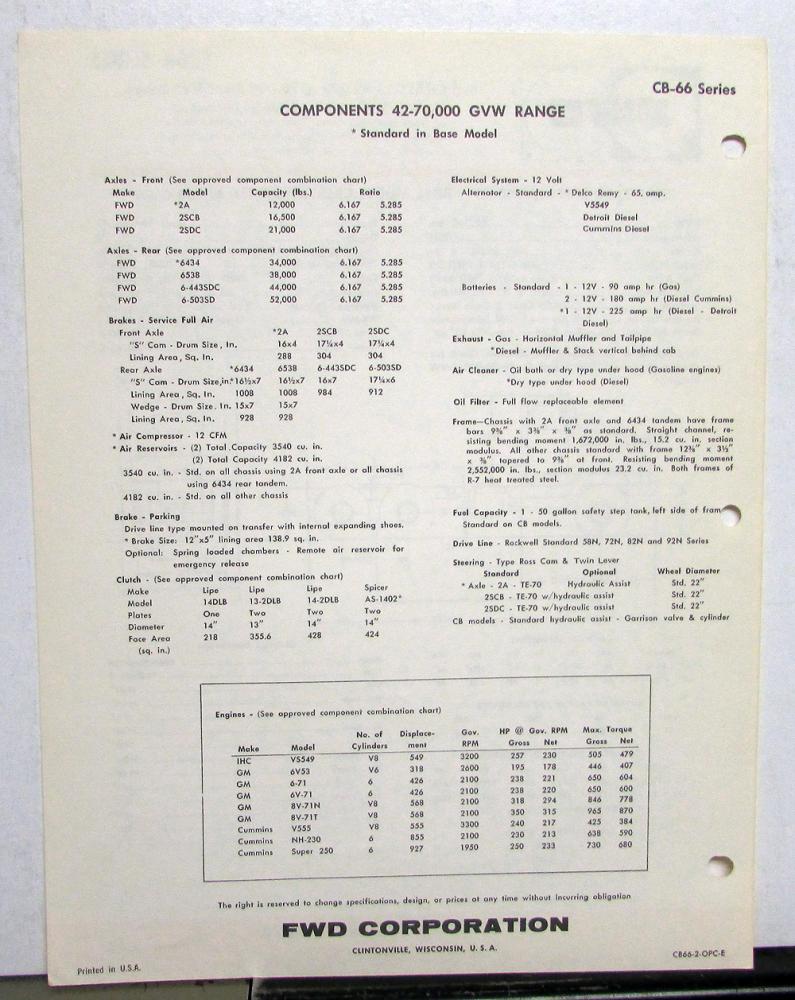 CB-66 Series
COMPONENTS 42-70,000 GVW RANGE
* Standard in Base Model
Axles - Front (See approved component combination chart)
Make Model Capacity (lbs.) Ratio
FWD *2A 12,000 6.167 5.285
FWD 2SCB 16,500 6.167 5.285
FWD 2SDC 21,000 6.167 5.285
Axles - Rear (See approved component combination chart)
FWD *6434 34,000 6.167 5.285
FWD 6538 38,000 6.167 5.285
FWD 6-443SDC 44,000 6.167 5.285
FWD 6-503SD 52,000 6.167 5.285
Brakes - Service Full Air
Front Axle *2A 2SCB 2SDC
"S" Cam - Drum Size, In. 16x4 17¼x4 17¼x4
Lining Area, Sq. In. 288 304 304
Rear Axle *6434 6538 6-443SDC 6-503SD
"S" Cam - Drum Size,in.* 16½x7 16½x7 16x7 17¼x6
Lining Area, Sq. In. 1008 1008 984 912
Wedge - Drum Size. In. 15x7 15x7
Lining Area, Sq. In. 928 928
* Air Compressor - 12 CFM
* Air Reservoirs - (2) Total Capacity 3540 cu. in.
(2) Total Capacity 4182 cu. in.
3540 cu. in. - Std. on all chassis using 2A front axle or all chassis
using 6434 rear tandem.
4182 cu. in. - Std. on all other chassis
Brake - Parking
Drive line type mounted on transfer with internal expanding shoes.
* Brake Size: 12"x5" lining area 138.9 sq. in.
Optional: Spring loaded chambers - Remote air reservoir for
emergency release
Clutch - (See approved component combination chart)
Make Lipe Lipe Lipe Spicer
Model 14DLB 13-2DLB 14-2DLB AS-1402*
Plates One Two Two Two
Diameter 14" 13" 14" 14"
Face Area 218 355.6 428 424
(sq. in.)
Electrical System - 12 Volt
Alternator - Standard - * Delco Remy - 65. amp.
V5549
Detroit Diesel
Cummins Diesel
Batteries - Standard - 1 - 12V - 90 amp hr (Gas)
2 - 12V - 180 amp hr (Diesel Cummins)
*1 - 12V - 225 amp hr (Diesel - Detroit
Diesel)
Exhaust - Gas - Horizontal Muffler and Tailpipe
*Diesel - Muffler & Stack vertical behind cab
Air Cleaner - Oil bath or dry type under hood (Gasoline engines)
*Dry type under hood (Diesel)
Oil Filter - Full flow replaceable element
Frame—Chassis with 2A front axle and 6434 tandem have frame
bars 9⅜" x 3⅜" x ⅜" as standard. Straight channel, re-
sisting bending moment 1,672,000 in. lbs., 15.2 cu. in. section
modulus. All other chassis standard with frame 12⅜" x 3½"
x ⅜" tapered to 9⅜" at front. Resisting bending moment
2,552,000 in. lbs., section modulus 23.2 cu. in. Both frames of
R-7 heat treated steel.
Fuel Capacity - 1 - 50 gallon safety step tank, left side of fram
Standard on CB models.
Drive Line - Rockwell Standard 58N, 72N, 82N and 92N Series
Steering - Type Ross Cam & Twin Lever
Standard Optional Wheel Diameter
* Axle - 2A - TE-70 Hydraulic Assist Std. 22"
2SCB - TE-70 w/hydraulic assist Std. 22"
2SDC - TE-70 w/hydraulic assist Std. 22"
CB models - Standard hydraulic assist - Garrison valve & cylinder
Engines - (See approved component combination chart)
No. of Displace- Gov. HP @ Gov. RPM Max. Torque
Make Model Cylinders ment RPM Gross Net Gross Net
IHC V5549 V8 549 3200 257 230 505 479
GM 6V53 V6 318 2600 195 178 446 407
GM 6-71 6 426 2100 238 221 650 604
GM 6V-71 6 426 2100 238 220 650 600
GM 8V-71N V8 568 2100 318 294 846 778
GM 8V-71T V8 568 2100 350 315 965 870
Cummins V555 V8 555 3300 240 217 425 384
Cummins NH-230 6 855 2100 230 213 638 590
Cummins Super 250 6 927 1950 250 233 730 680
The right is reserved to change specifications, design, or prices at any time without incurring obligation
FWD CORPORATION
CLINTONVILLE, WISCONSIN, U. S. A.
Printed in U.S.A.
CB66-2-OPC-E